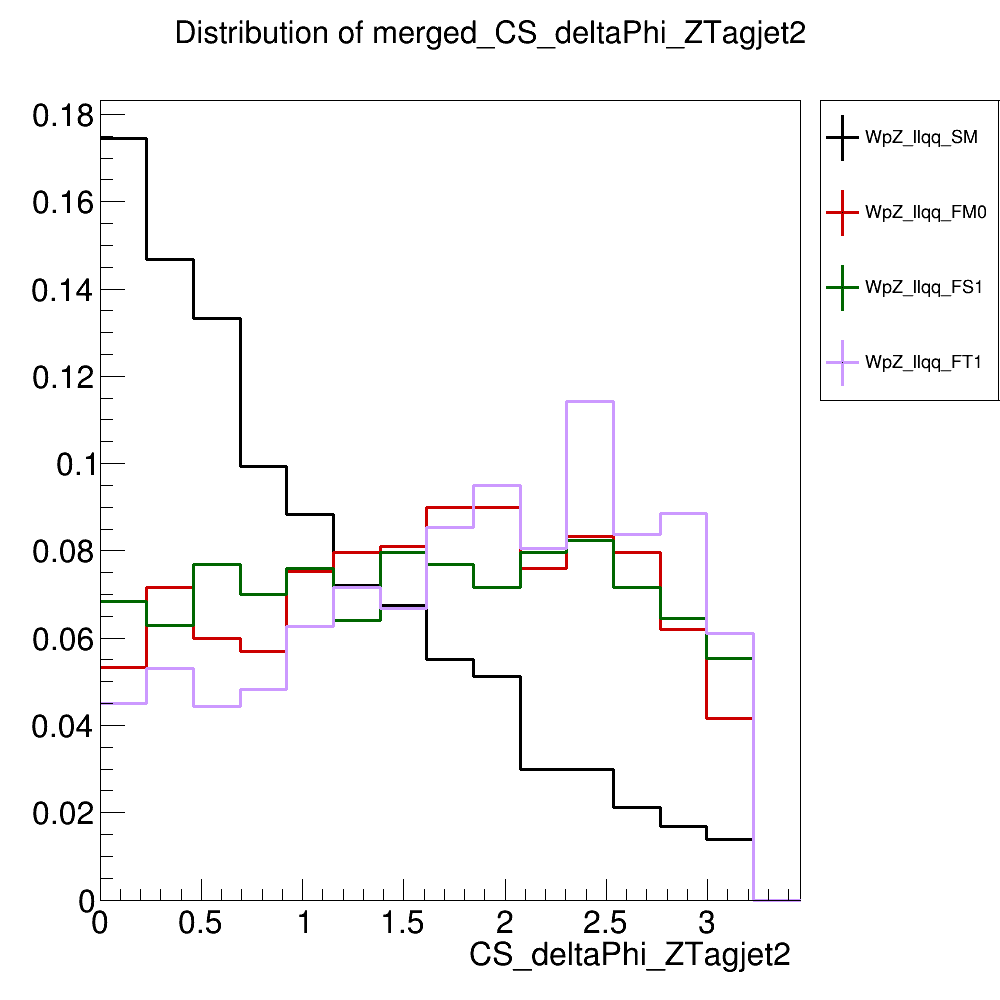 Distribution of merged_CS_deltaPhi_ZTagjet2
0.18
0.16
0.14
0.12
0.1
0.08
0.06
0.04
0.02
0
0 0.5 1 1.5 2 2.5 3
CS_deltaPhi_ZTagjet2
WpZ_llqq_SM
WpZ_llqq_FM0
WpZ_llqq_FS1
WpZ_llqq_FT1